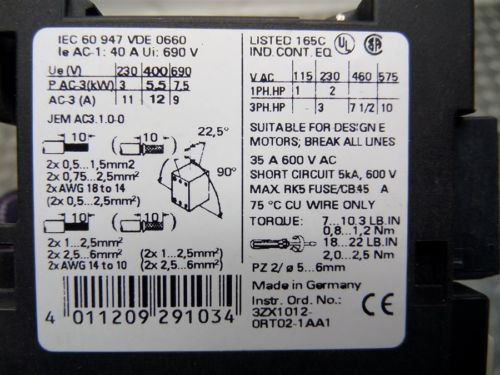 IEC 60 947 VDE 0660
Ie AC-1: 40 A Ui: 690 V
Ue (V) 230 400 690
P AC-3(kW) 3 5,5 7,5
AC-3 (A) 11 12 9
JEM AC3.1.0-0
10 10 22,5°
90°
2x 0,5...1,5mm2
2x 0,75...2,5mm²
2x AWG 18 to 14
(2x 0,5...2,5mm²)
10 10
2x 1...2,5mm²
2x 2,5...6mm² (2x 1...2,5mm²)
2x AWG 14 to 10 (2x 2,5...6mm²)
4 011209 291034
LISTED 165C
IND. CONT. EQ.
UL
SA
V AC 115 230 460 575
1PH.HP 1 2
3PH.HP 3 7 1/2 10
SUITABLE FOR DESIGN E
MOTORS; BREAK ALL LINES
35 A 600 V AC
SHORT CIRCUIT 5kA, 600 V
MAX. RK5 FUSE/CB:45 A
75 °C CU WIRE ONLY
TORQUE: 7...10.3 LB.IN
0,8...1,2 Nm
18...22 LB.IN
2,0...2,5 Nm
PZ 2/ ø 5...6mm
Made in Germany
Instr. Ord. No.:
3ZX1012-
0RT02-1AA1
CE